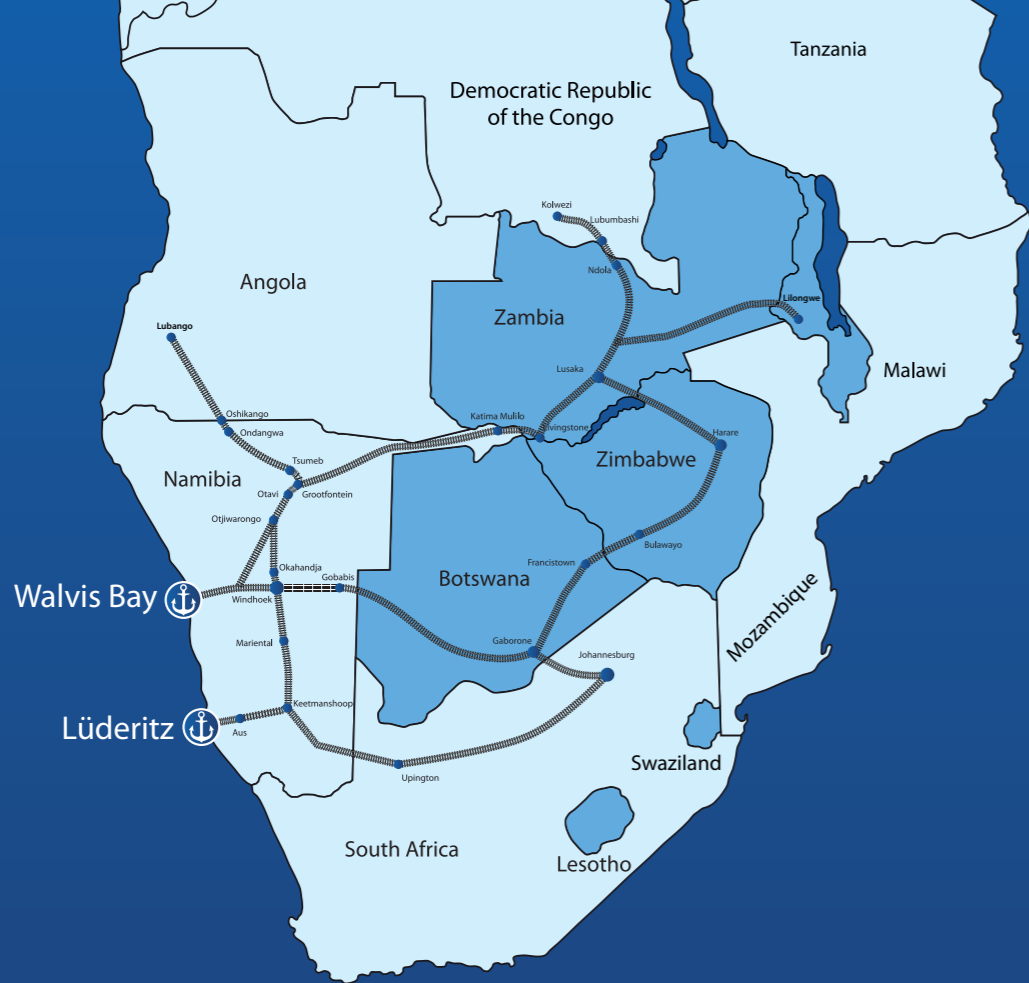 Tanzania
Democratic Republic
of the Congo
Kolwezi
Lubumbashi
Ndola
Angola
Zambia
Lilongwe
Lubango
Lusaka
Malawi
Oshikango
Ondangwa
Katima Mulilo
Livingstone
Harare
Namibia
Tsumeb
Zimbabwe
Otavi
Grootfontein
Otjiwarongo
Bulawayo
Francistown
Okahandja
Gobabis
Botswana
Walvis Bay
Windhoek
Mozambique
Mariental
Gaborone
Johannesburg
Keetmanshoop
Lüderitz
Aus
Swaziland
Upington
South Africa
Lesotho